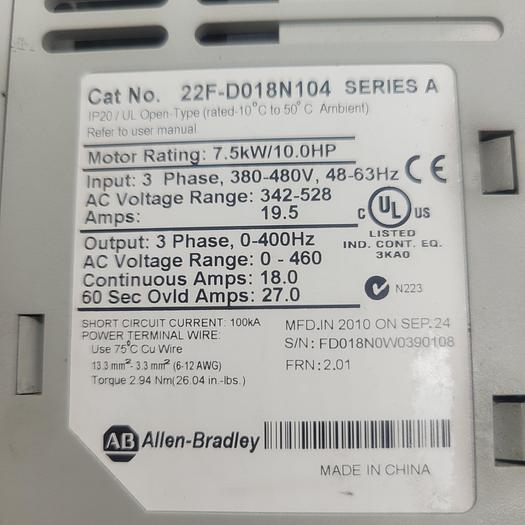 Cat No. 22F-D018N104 SERIES A
IP20 / UL Open-Type (rated-10°C to 50°C Ambient)
Refer to user manual
Motor Rating: 7.5kW/10.0HP
Input: 3 Phase, 380-480V, 48-63Hz
AC Voltage Range: 342-528
Amps: 19.5
CE
C UL US
LISTED
IND. CONT. EQ.
3KA0
Output: 3 Phase, 0-400Hz
AC Voltage Range: 0 - 460
Continuous Amps: 18.0
60 Sec Ovld Amps: 27.0
N223
SHORT CIRCUIT CURRENT: 100kA
POWER TERMINAL WIRE:
Use 75°C Cu Wire
13.3 mm²- 3.3 mm² (6-12 AWG)
Torque 2.94 Nm(26.04 in.-lbs.)
MFD.IN 2010 ON SEP.24
S/N: FD018N0W0390108
FRN: 2.01
AB Allen-Bradley
MADE IN CHINA